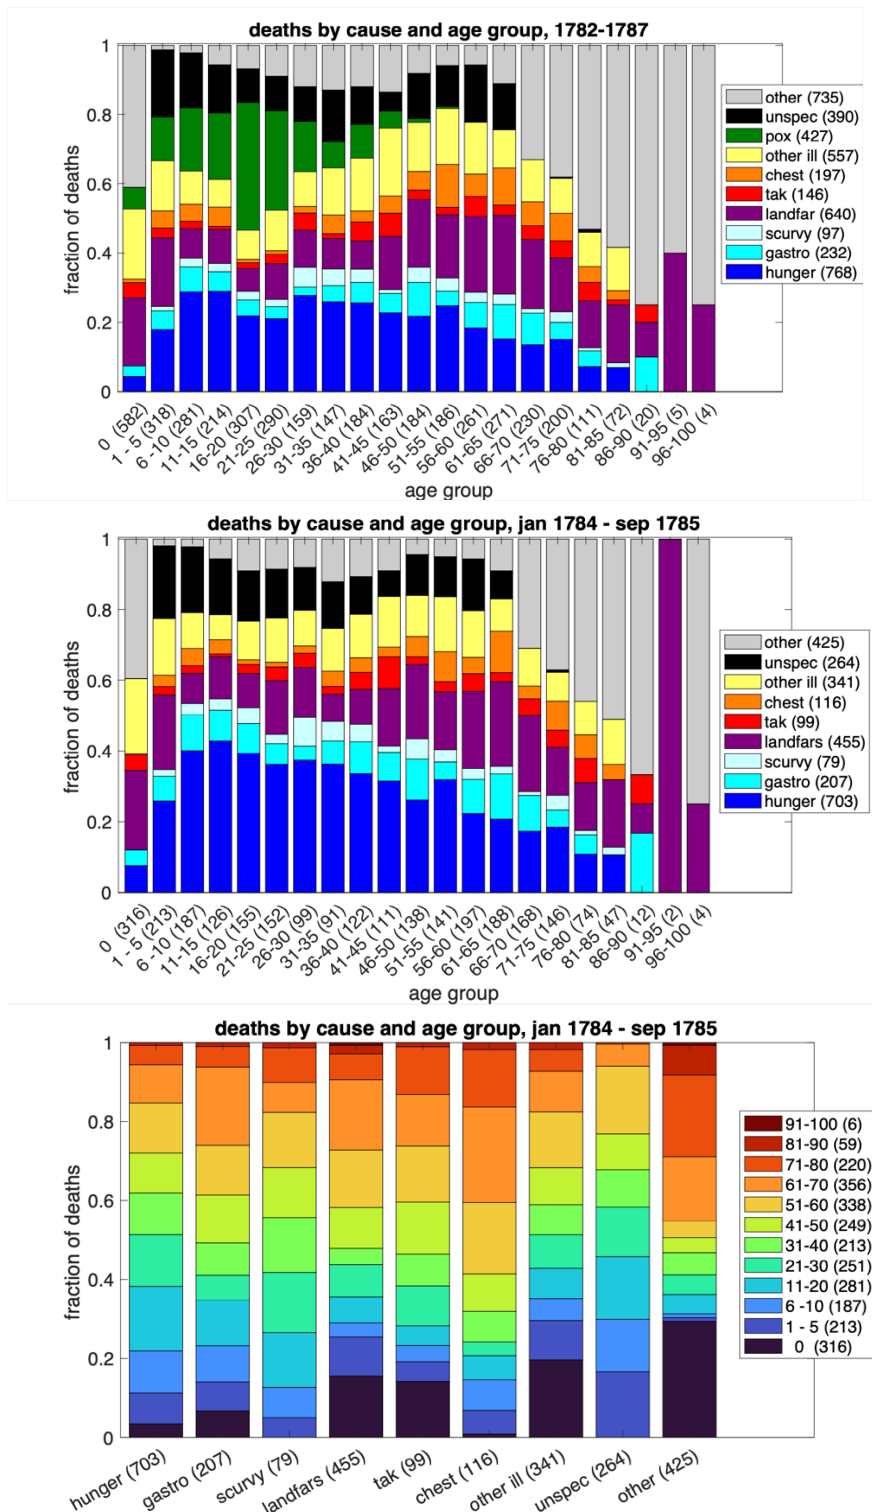 deaths by cause and age group, 1782-1787
1
0.8
0.6
0.4
0.2
0
fraction of deaths
other (735)
unspec (390)
pox (427)
other ill (557)
chest (197)
tak (146)
landfar (640)
scurvy (97)
gastro (232)
hunger (768)
0 (582)
1 - 5 (318)
6 -10 (281)
11-15 (214)
16-20 (307)
21-25 (290)
26-30 (159)
31-35 (147)
36-40 (184)
41-45 (163)
46-50 (184)
51-55 (186)
56-60 (261)
61-65 (271)
66-70 (230)
71-75 (200)
76-80 (111)
81-85 (72)
86-90 (20)
91-95 (5)
96-100 (4)
age group
deaths by cause and age group, jan 1784 - sep 1785
1
0.8
0.6
0.4
0.2
0
fraction of deaths
other (425)
unspec (264)
other ill (341)
chest (116)
tak (99)
landfars (455)
scurvy (79)
gastro (207)
hunger (703)
0 (316)
1 - 5 (213)
6 -10 (187)
11-15 (126)
16-20 (155)
21-25 (152)
26-30 (99)
31-35 (91)
36-40 (122)
41-45 (111)
46-50 (138)
51-55 (141)
56-60 (197)
61-65 (188)
66-70 (168)
71-75 (146)
76-80 (74)
81-85 (47)
86-90 (12)
91-95 (2)
96-100 (4)
age group
deaths by cause and age group, jan 1784 - sep 1785
1
0.8
0.6
0.4
0.2
0
fraction of deaths
91-100 (6)
81-90 (59)
71-80 (220)
61-70 (356)
51-60 (338)
41-50 (249)
31-40 (213)
21-30 (251)
11-20 (281)
6 -10 (187)
1 - 5 (213)
0 (316)
hunger (703)
gastro (207)
scurvy (79)
landfars (455)
tak (99)
chest (116)
other ill (341)
unspec (264)
other (425)